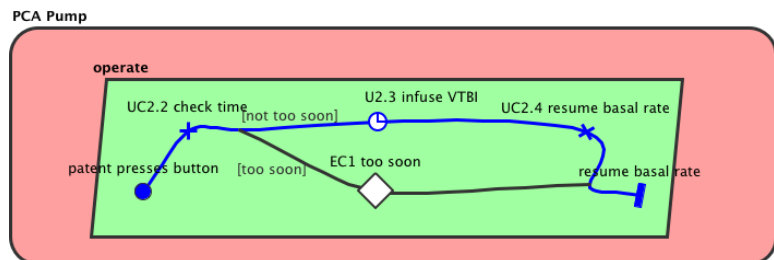 PCA Pump
operate
U2.3 infuse VTBI
UC2.2 check time
UC2.4 resume basal rate
[not too soon]
EC1 too soon
patent presses button
[too soon]
resume basal rate